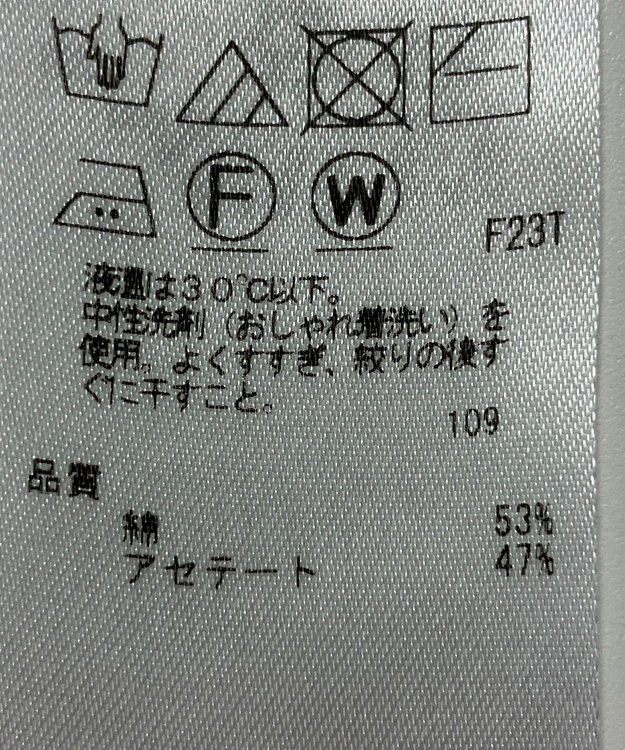 F
W
F23T
液温は30℃以下。
中性洗剤（おしゃれ着洗い）を
使用。よくすすぎ、絞りの後す
ぐに干すこと。
109
品質
綿 53%
アセテート 47%